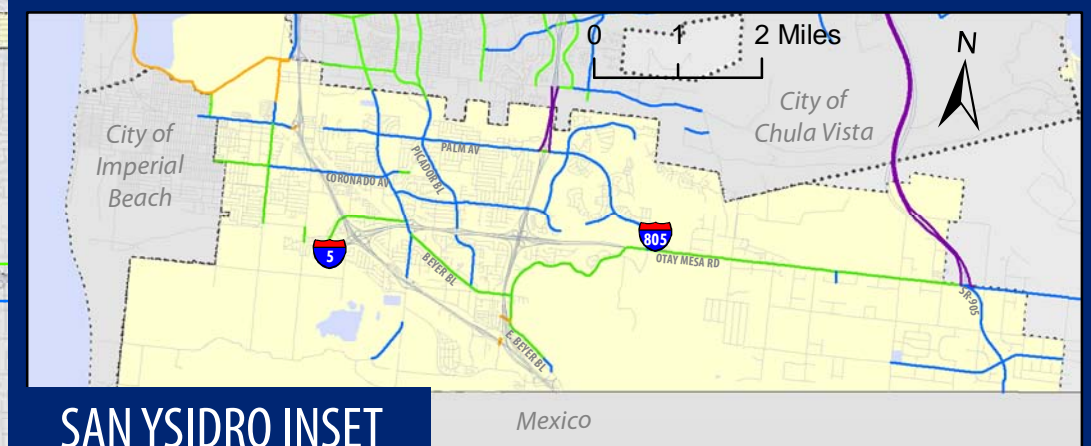 0 1 2 Miles
N
City of
Chula Vista
City of
Imperial
Beach
PALM AV
PICADOR BL
CORONADO AV
805
5
OTAY MESA RD
BEYER BL
SR-905
E. BEYER BL
SAN YSIDRO INSET
Mexico